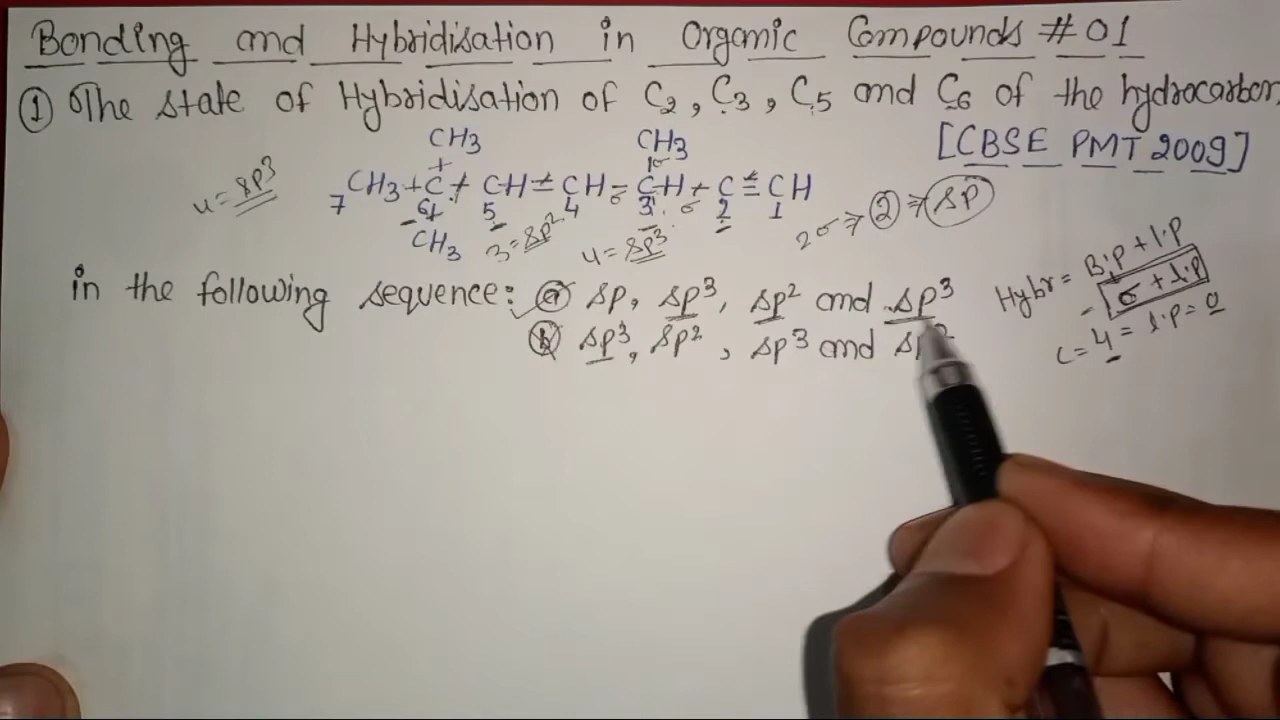 Bonding and Hybridisation in Organic Compounds #01
① The state of Hybridisation of C2, C3, C5 and C6 of the hydrocarbon,
[CBSE PMT 2009]
CH3 CH3
CH3 + C + CH = CH = CH + C ≡ CH
7 6 5 4 3 2 1
CH3
4 = sp3
3 = sp2
4 = sp3
2σ ⇒ ② ⇒ sp
in the following sequence: ⓐ sp, sp3, sp2 and sp3
ⓑ sp3, sp2, sp3 and
Hybr = B.p + l.p
= σ + l.p
C = 4 = l.p = 0